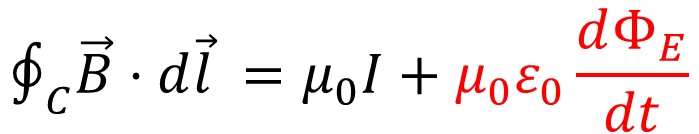 ∮_C B⃗ · dl⃗ = μ₀I + μ₀ε₀ dΦ_E/dt